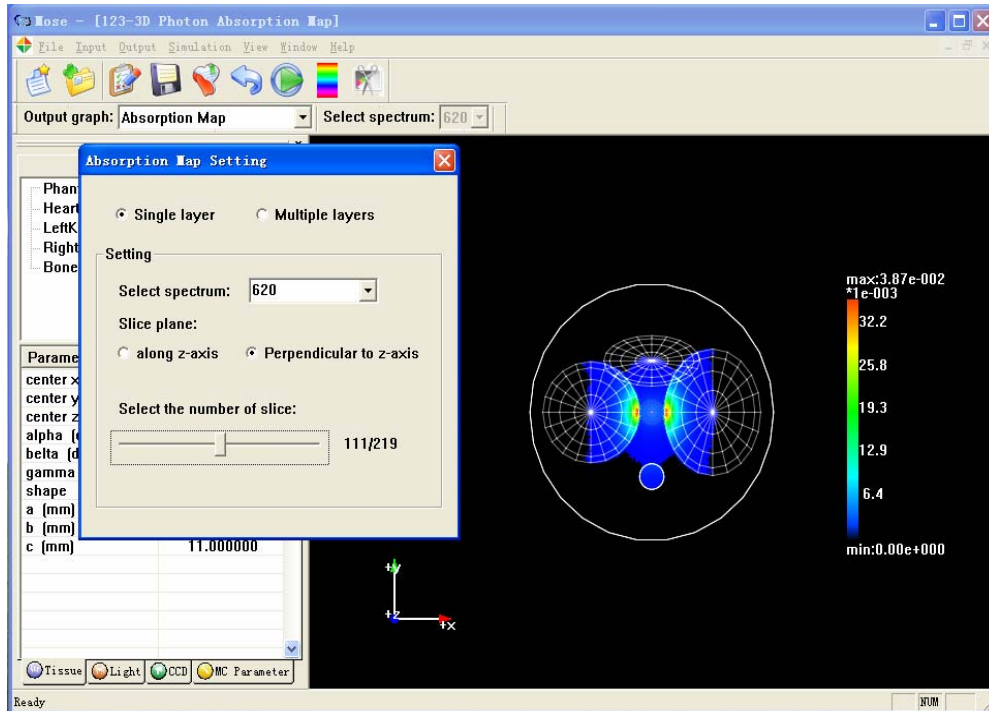 Mose - [123-3D Photon Absorption Map]
File Input Output Simulation View Window Help
Output graph: Absorption Map Select spectrum: 620
Absorption Map Setting
Single layer Multiple layers
Setting
Select spectrum: 620
Slice plane:
along z-axis Perpendicular to z-axis
Select the number of slice:
111/219
Phan
Heart
LeftK
Right
Bone
Parame
center x
center y
center z
alpha (
belta (d
gamma
shape
a (mm)
b (mm)
c (mm) 11.000000
max:3.87e-002
*1e-003
32.2
25.8
19.3
12.9
6.4
min:0.00e+000
+y
+z
+x
Tissue Light CCD MC Parameter
Ready NUM